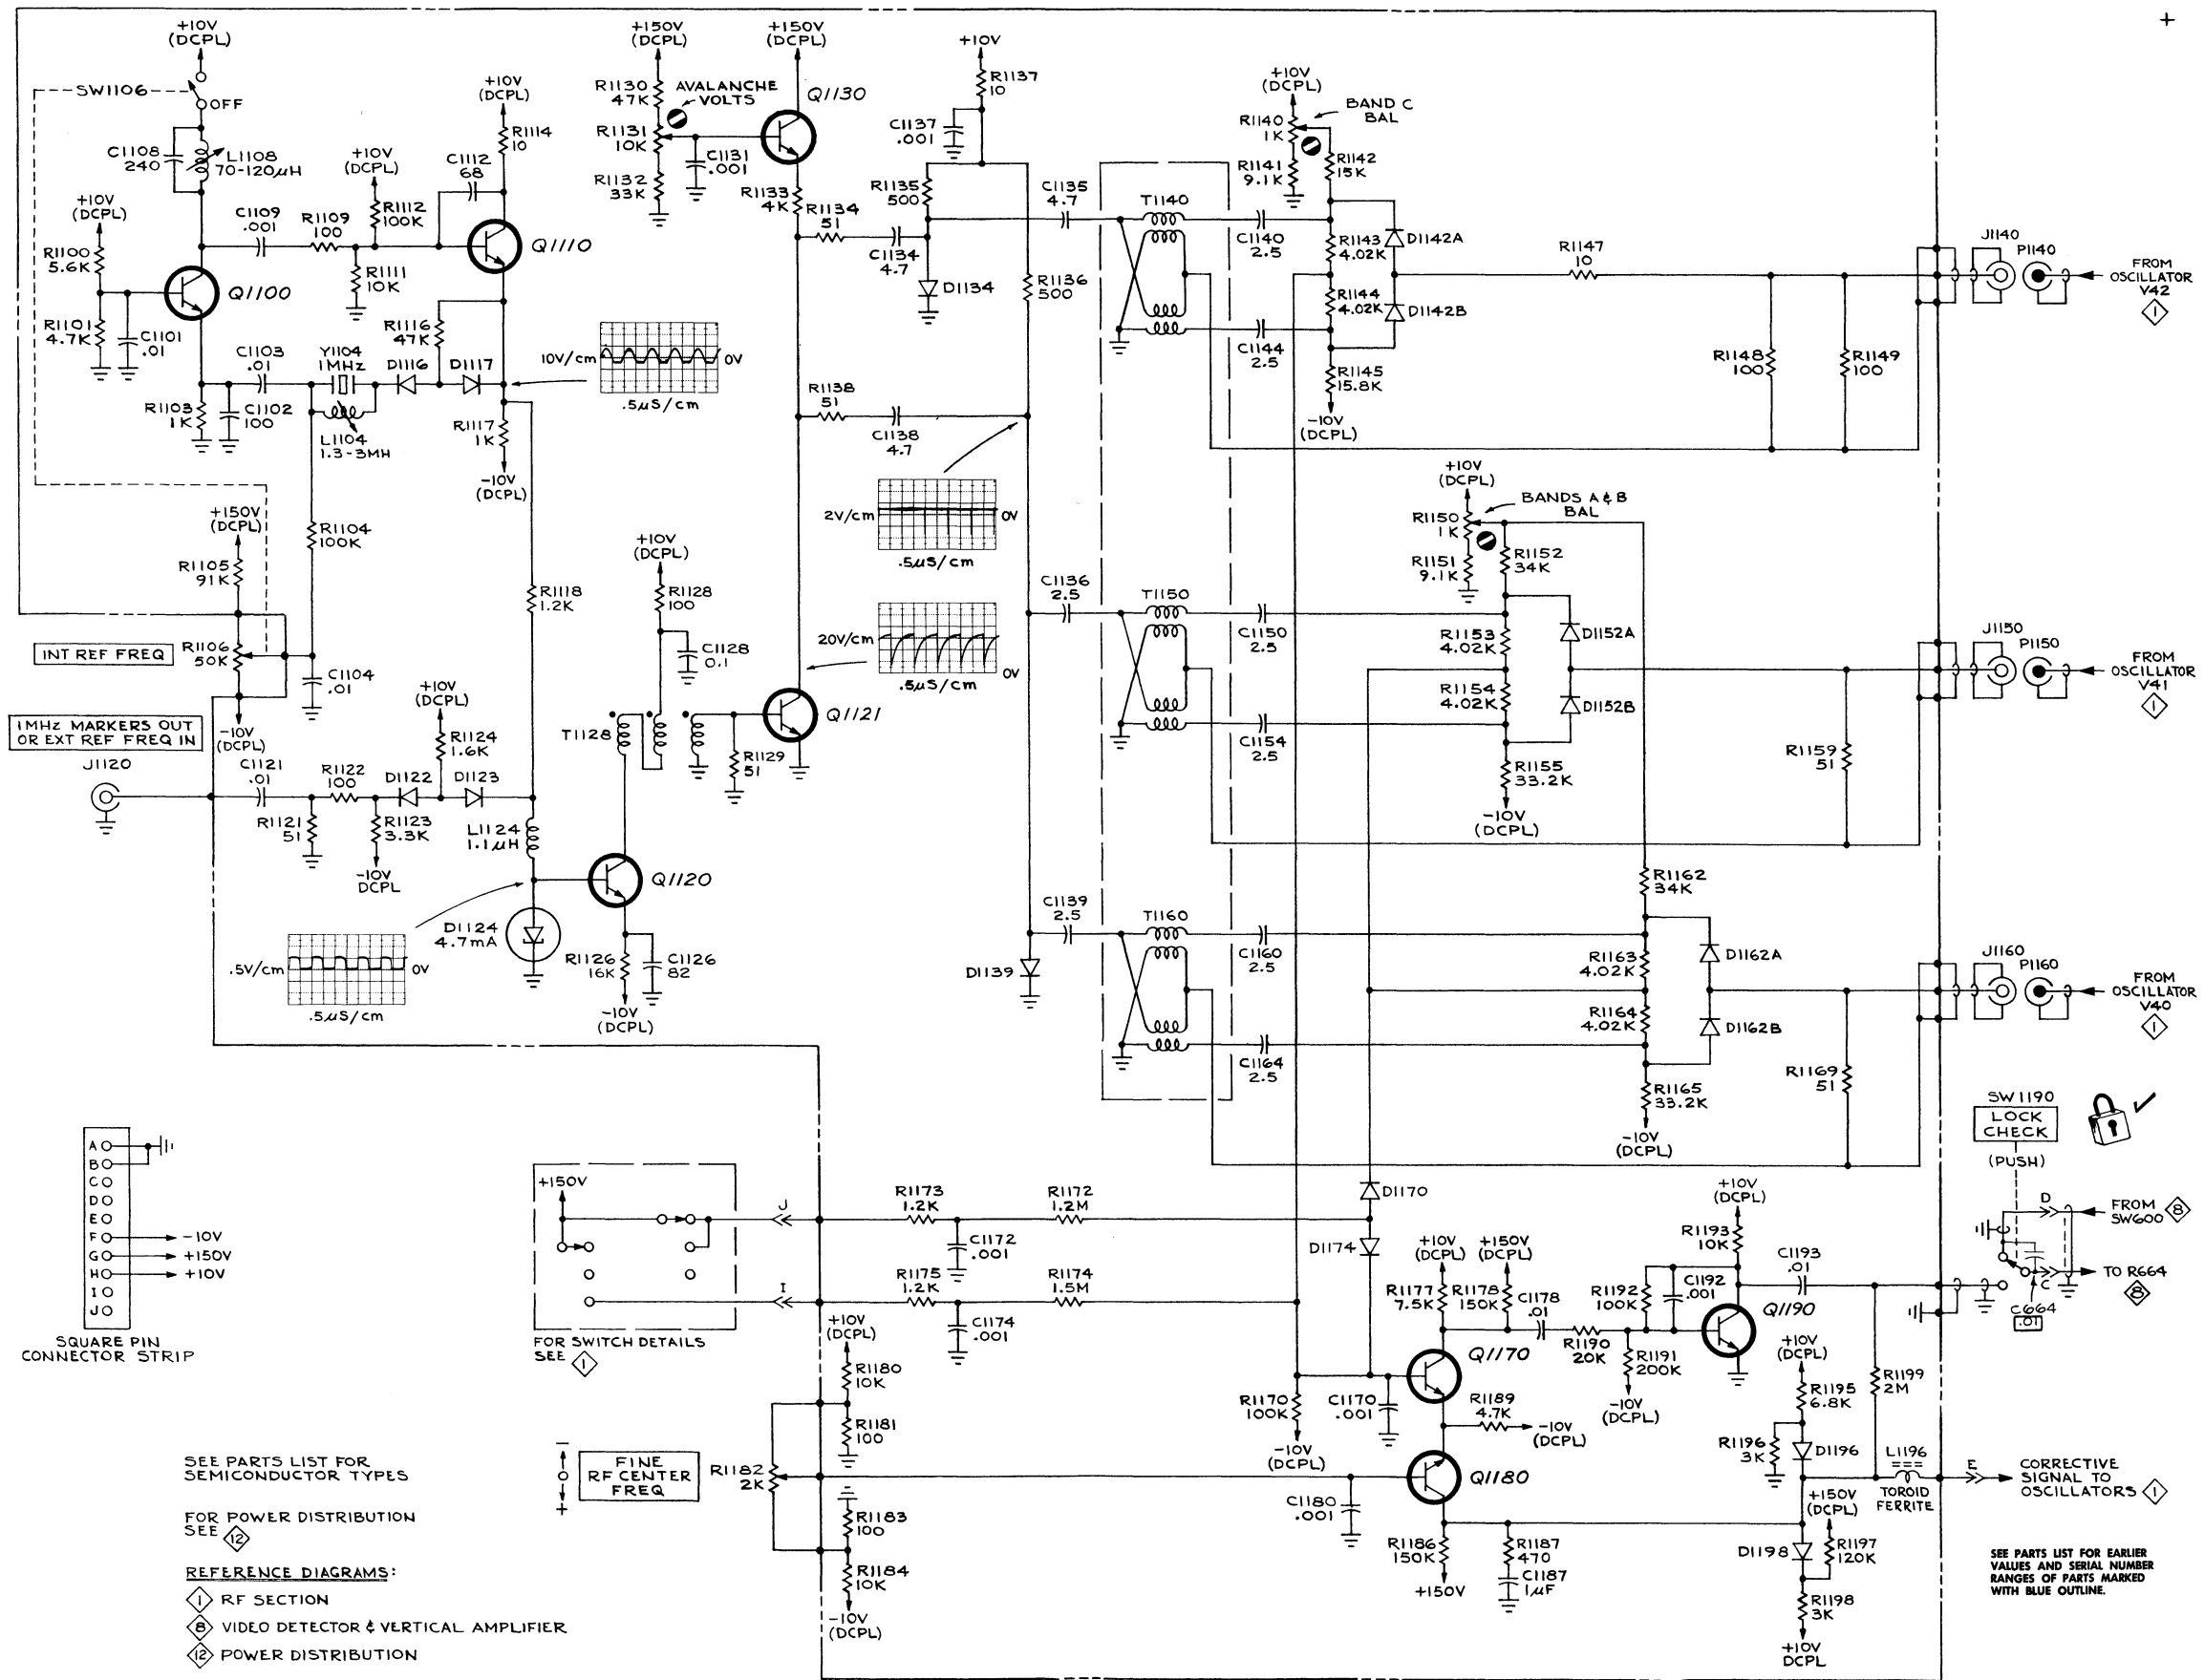 +10V
(DCPL)
SW1106
OFF
C1108
240
L1108
70-120µH
+10V
(DCPL)
R1100
5.6K
R1101
4.7K
C1101
.01
Q1100
C1109
.001
R1109
100
+10V
(DCPL)
R1112
100K
R1111
10K
C1112
68
+10V
(DCPL)
R1114
10
Q1110
R1116
47K
C1103
.01
Y1104
1MHZ
D1116
D1117
R1103
1K
C1102
100
L1104
1.3-3MH
R1117
1K
-10V
(DCPL)
10V/cm
0V
.5µS/cm
+150V
(DCPL)
R1105
91K
R1104
100K
INT REF FREQ
R1106
50K
C1104
.01
-10V
(DCPL)
1MHZ MARKERS OUT
OR EXT REF FREQ IN
J1120
C1121
.01
R1121
51
R1122
100
D1122
D1123
R1123
3.3K
-10V
DCPL
+10V
(DCPL)
R1124
1.6K
R1118
1.2K
L1124
1.1µH
D1124
4.7mA
Q1120
R1126
16K
C1126
82
-10V
(DCPL)
.5V/cm
0V
.5µS/cm
+10V
(DCPL)
R1128
100
C1128
0.1
T1128
R1129
51
Q1121
+150V
(DCPL)
R1130
47K
AVALANCHE
VOLTS
R1131
10K
R1132
33K
C1131
.001
+150V
(DCPL)
Q1130
R1133
4K
R1134
51
C1134
4.7
R1138
51
C1138
4.7
2V/cm
0V
.5µS/cm
20V/cm
0V
.5µS/cm
+10V
R1137
10
C1137
.001
R1135
500
D1134
R1136
500
C1135
4.7
T1140
C1140
2.5
C1144
2.5
C1136
2.5
T1150
C1150
2.5
C1154
2.5
C1139
2.5
D1139
T1160
C1160
2.5
C1164
2.5
+10V
(DCPL)
BAND C
BAL
R1140
1K
R1141
9.1K
R1142
15K
R1143
4.02K
D1142A
R1144
4.02K
D1142B
R1145
15.8K
-10V
(DCPL)
R1147
10
R1148
100
R1149
100
J1140
P1140
FROM
OSCILLATOR
V42
1
+10V
(DCPL)
BANDS A & B
BAL
R1150
1K
R1151
9.1K
R1152
34K
R1153
4.02K
D1152A
R1154
4.02K
D1152B
R1155
33.2K
-10V
(DCPL)
R1159
51
J1150
P1150
FROM
OSCILLATOR
V41
1
R1162
34K
R1163
4.02K
D1162A
R1164
4.02K
D1162B
R1165
33.2K
-10V
(DCPL)
R1169
51
J1160
P1160
FROM
OSCILLATOR
V40
1
SW1190
LOCK
CHECK
(PUSH)
D
FROM
SW600
8
C
TO R664
8
C664
.01
A
B
C
D
E
F
G
H
I
J
-10V
+150V
+10V
SQUARE PIN
CONNECTOR STRIP
+150V
J
I
FOR SWITCH DETAILS
SEE 1
R1173
1.2K
R1172
1.2M
C1172
.001
R1175
1.2K
R1174
1.5M
C1174
.001
D1170
D1174
+10V
(DCPL)
R1180
10K
R1181
100
R1182
2K
R1183
100
R1184
10K
-10V
(DCPL)
−
0
+
FINE
RF CENTER
FREQ
R1170
100K
-10V
(DCPL)
C1170
.001
+10V
(DCPL)
R1177
7.5K
+150V
(DCPL)
R1178
150K
C1178
.01
Q1170
R1189
4.7K
-10V
(DCPL)
Q1180
C1180
.001
R1186
150K
+150V
R1187
470
C1187
1µF
R1190
20K
R1191
200K
-10V
(DCPL)
R1192
100K
C1192
.001
+10V
(DCPL)
R1193
10K
Q1190
C1193
.01
+10V
(DCPL)
R1195
6.8K
R1196
3K
D1196
R1199
2M
L1196
TOROID
FERRITE
E
CORRECTIVE
SIGNAL TO
OSCILLATORS 1
+150V
(DCPL)
R1197
120K
D1198
R1198
3K
+10V
DCPL
SEE PARTS LIST FOR
SEMICONDUCTOR TYPES
FOR POWER DISTRIBUTION
SEE 12
REFERENCE DIAGRAMS:
1 RF SECTION
8 VIDEO DETECTOR & VERTICAL AMPLIFIER
12 POWER DISTRIBUTION
SEE PARTS LIST FOR EARLIER
VALUES AND SERIAL NUMBER
RANGES OF PARTS MARKED
WITH BLUE OUTLINE.